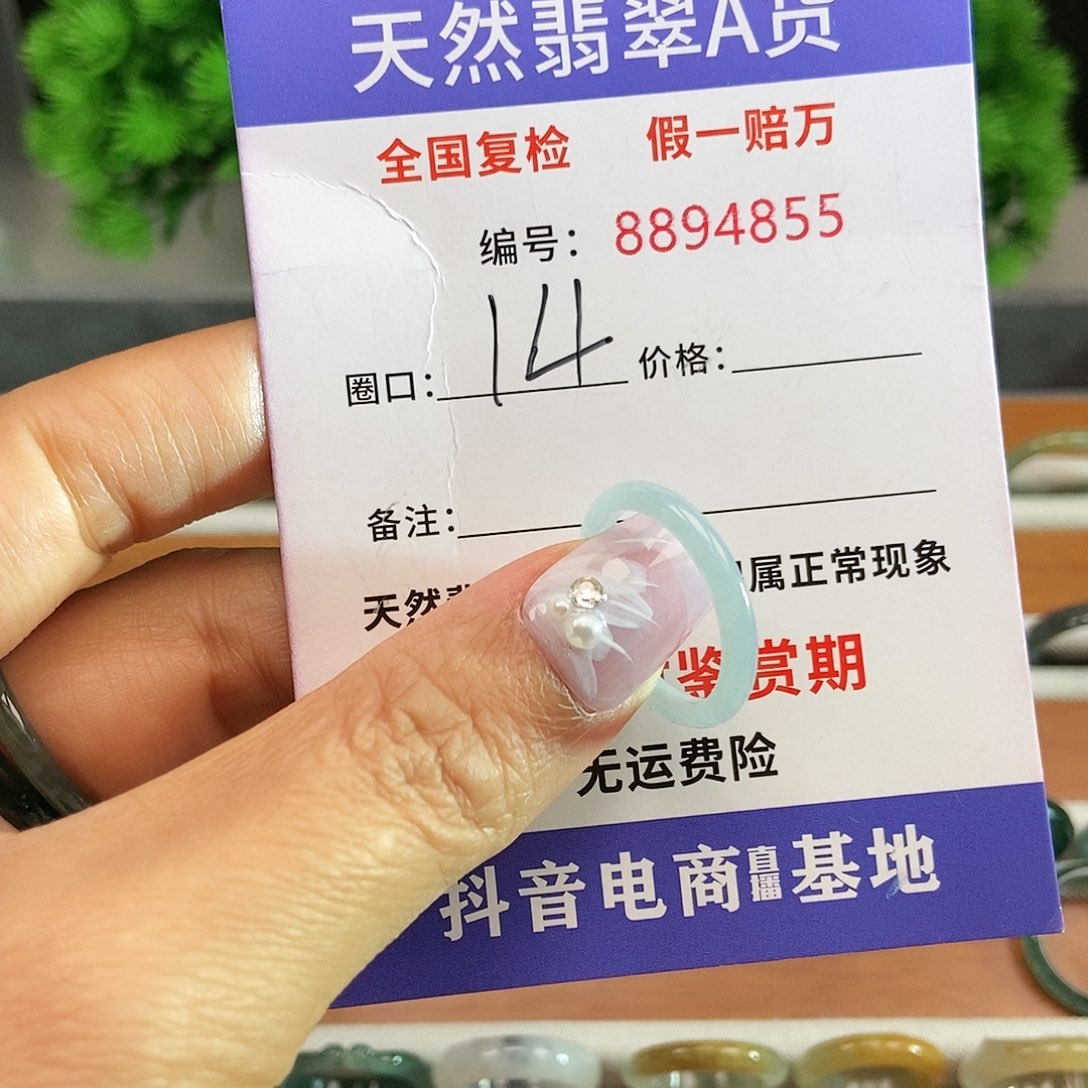 天然翡翠A货
全国复检 假一赔万
编号: 8894855
圈口: 14 价格:
备注:
天然 属正常现象
鉴赏期
无运费险
抖音电商直播基地